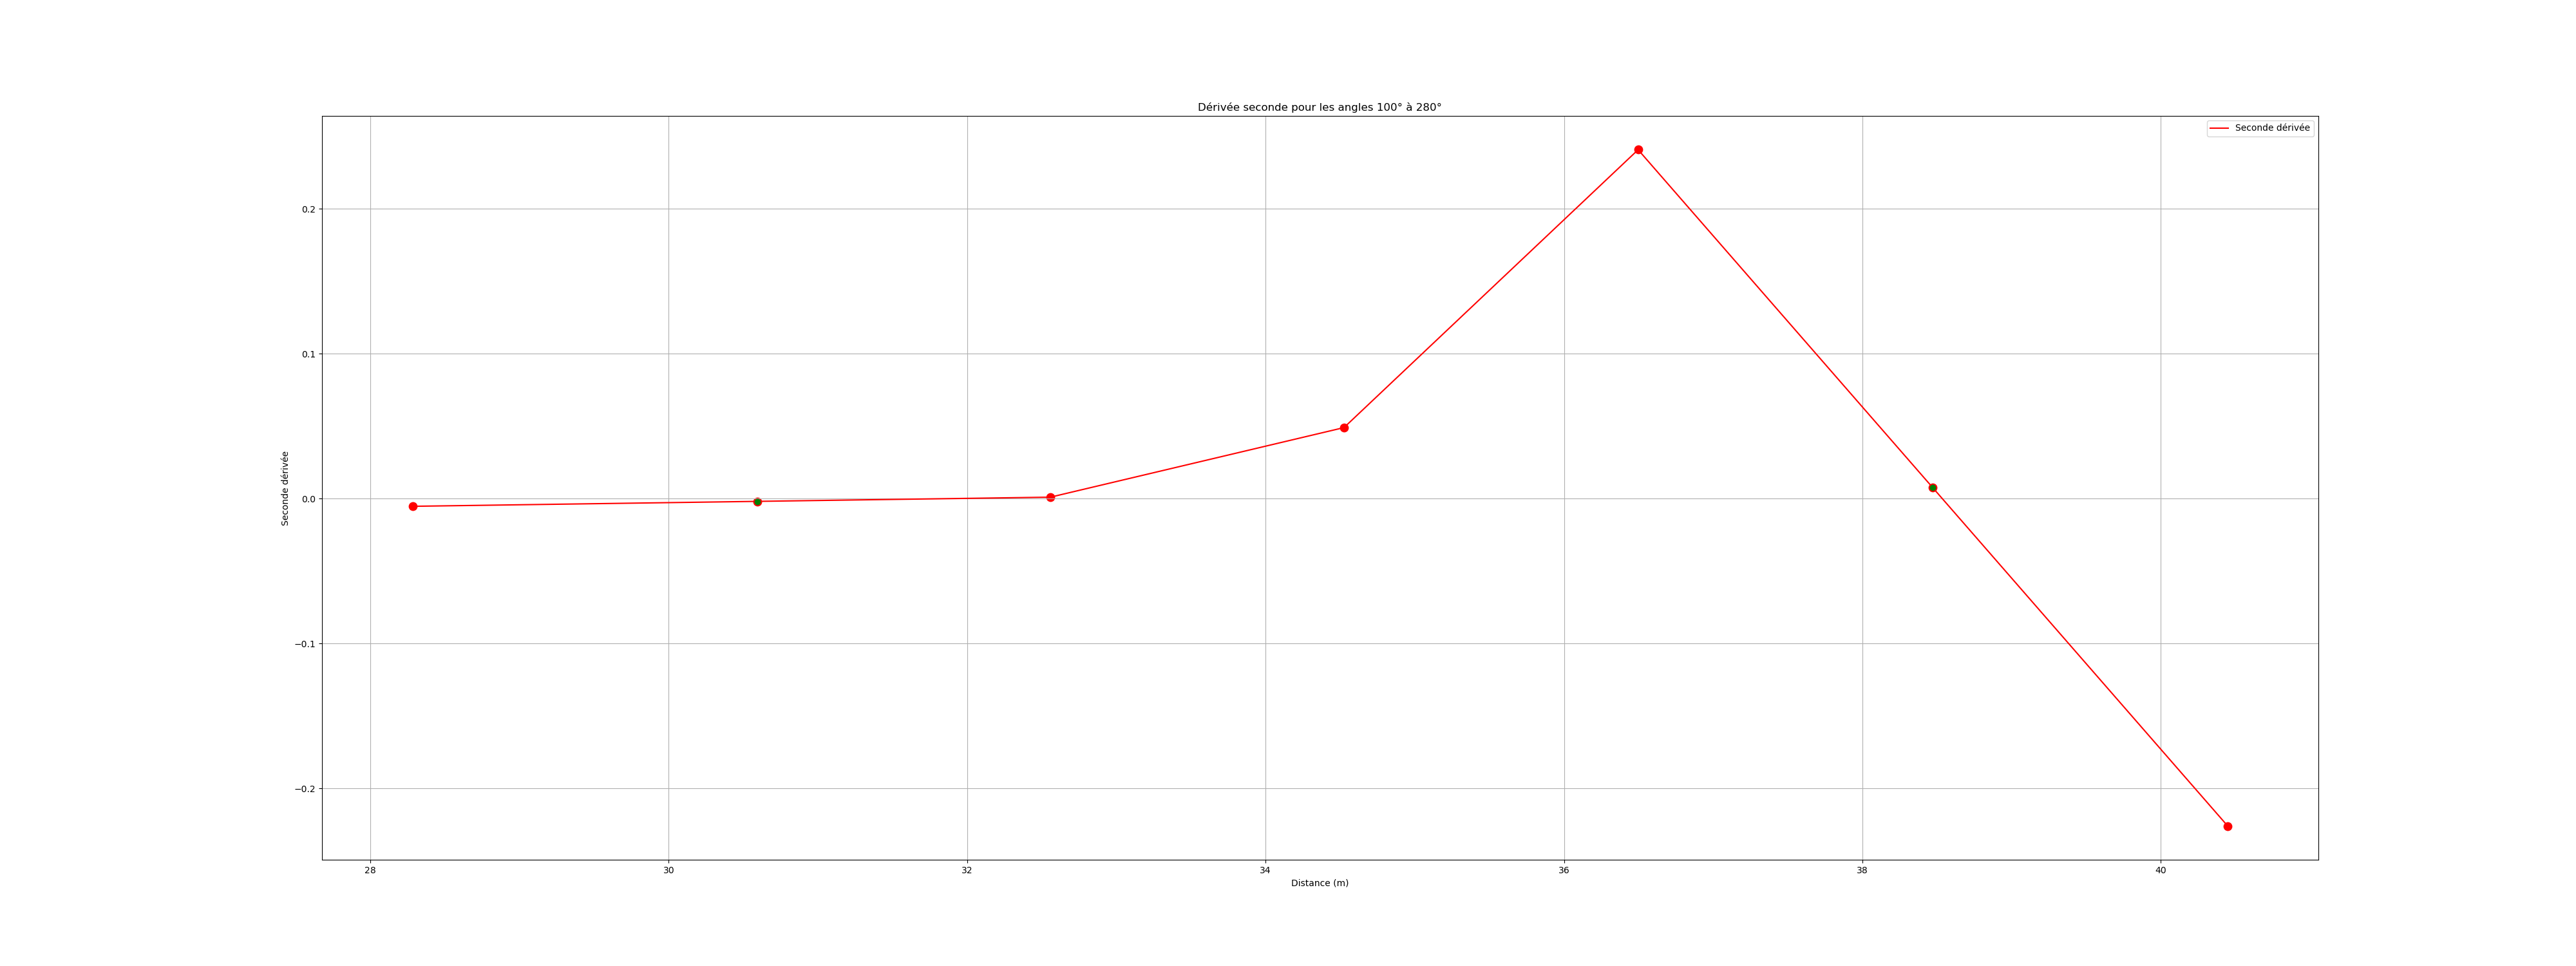 Dérivée seconde pour les angles 100° à 280°
Seconde dérivée
0.2
0.1
0.0
−0.1
−0.2
Seconde dérivée
28 30 32 34 36 38 40
Distance (m)